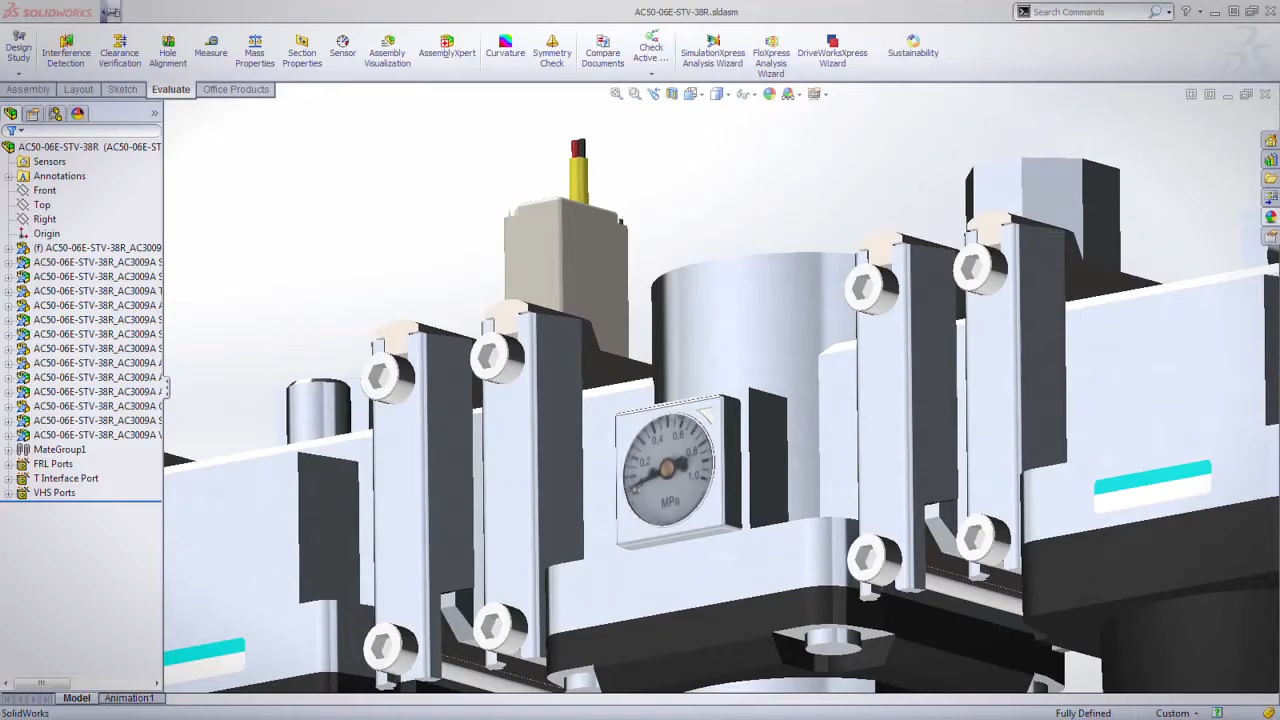 SOLIDWORKS
AC50-06E-STV-38R.sldasm
Search Commands
Design Study
Interference Detection
Clearance Verification
Hole Alignment
Measure
Mass Properties
Section Properties
Sensor
Assembly Visualization
AssemblyXpert
Curvature
Symmetry Check
Compare Documents
Check Active ...
SimulationXpress Analysis Wizard
FloXpress Analysis Wizard
DriveWorksXpress Wizard
Sustainability
Assembly
Layout
Sketch
Evaluate
Office Products
AC50-06E-STV-38R (AC50-06E-ST
Sensors
Annotations
Front
Top
Right
Origin
(f) AC50-06E-STV-38R_AC3009
AC50-06E-STV-38R_AC3009A S
AC50-06E-STV-38R_AC3009A S
AC50-06E-STV-38R_AC3009A T
AC50-06E-STV-38R_AC3009A A
AC50-06E-STV-38R_AC3009A S
AC50-06E-STV-38R_AC3009A S
AC50-06E-STV-38R_AC3009A S
AC50-06E-STV-38R_AC3009A A
AC50-06E-STV-38R_AC3009A A
AC50-06E-STV-38R_AC3009A A
AC50-06E-STV-38R_AC3009A C
AC50-06E-STV-38R_AC3009A S
AC50-06E-STV-38R_AC3009A V
MateGroup1
FRL Ports
T Interface Port
VHS Ports
0,2
0,4
0,6
0,8
1,0
MPa
Model
Animation1
SolidWorks
Fully Defined
Custom